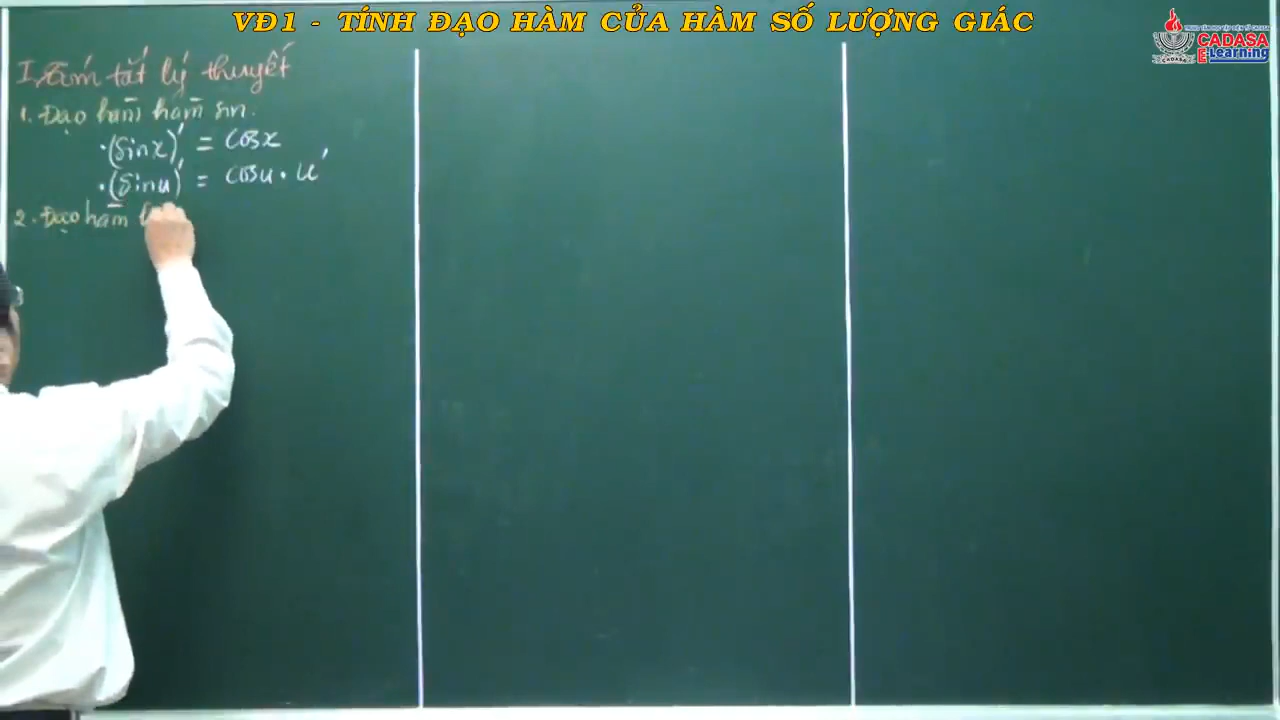 VĐ1 - TÍNH ĐẠO HÀM CỦA HÀM SỐ LƯỢNG GIÁC
CADASA
E-Learning
CADASA
I, Tóm tắt lý thuyết
1. Đạo hàm hàm sin.
·(sinx)' = cosx
·(sinu)' = cosu·u'
2. Đạo hàm